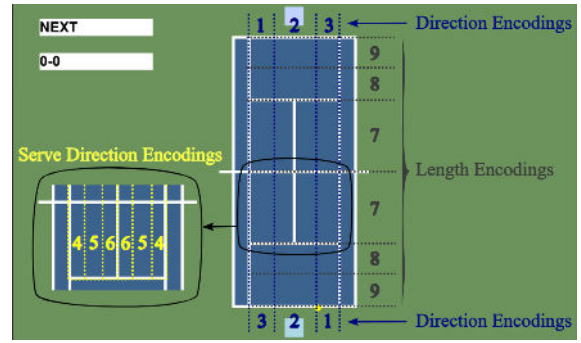 NEXT
1 2 3 Direction Encodings
0-0
9
8
7
Serve Direction Encodings
Length Encodings
7
4 5 6 6 5 4
8
9
3 2 1 Direction Encodings